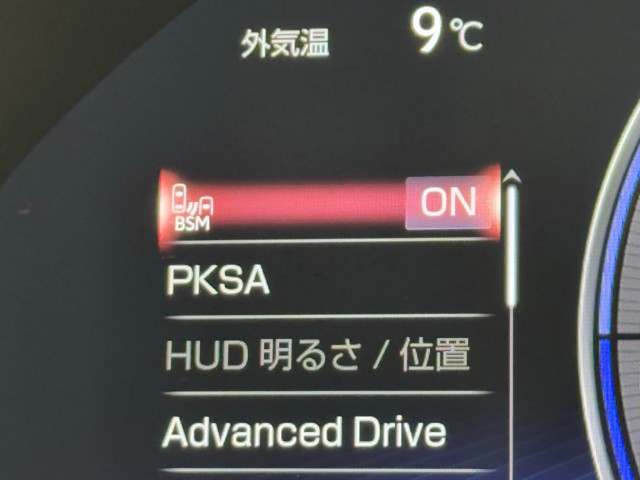 外気温 9℃
BSM ON
PKSA
HUD 明るさ / 位置
Advanced Drive